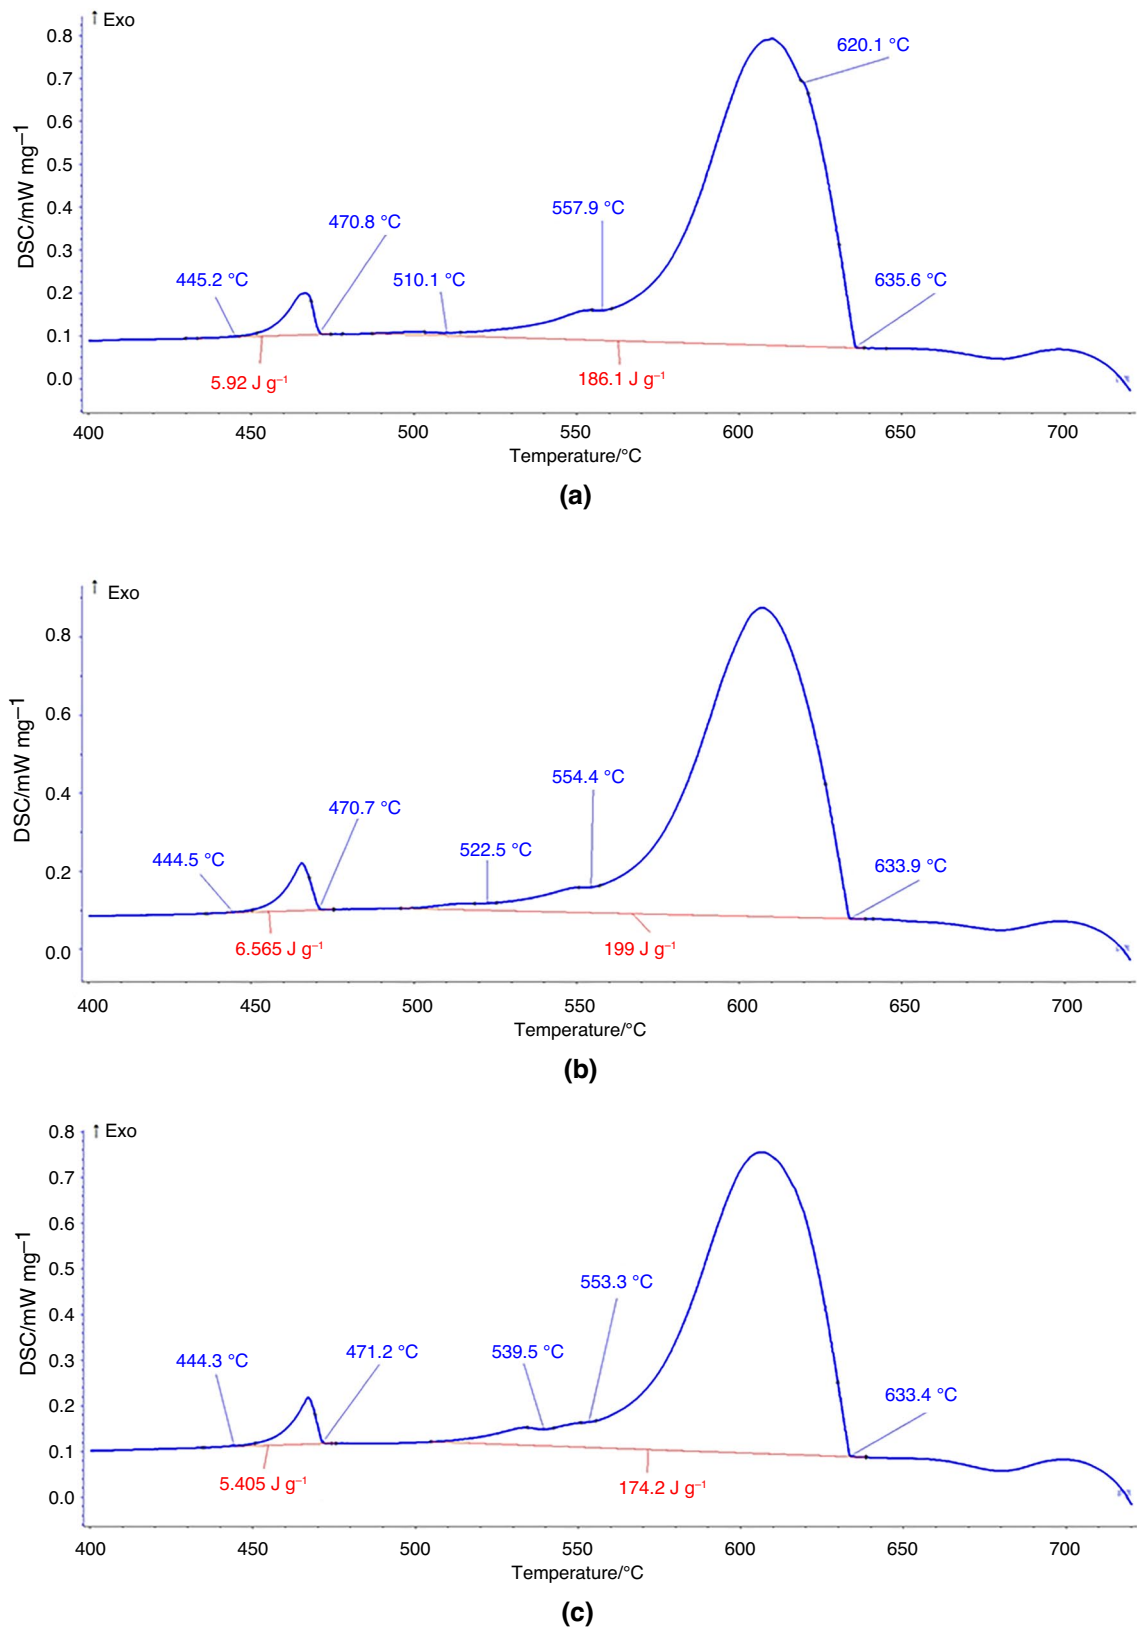 Exo
0.8
0.7
0.6
0.5
0.4
0.3
0.2
0.1
0.0
DSC/mW mg–1
620.1 °C
557.9 °C
470.8 °C
445.2 °C
510.1 °C
635.6 °C
5.92 J g–1
186.1 J g–1
400 450 500 550 600 650 700
Temperature/°C
(a)
Exo
0.8
0.6
0.4
0.2
0.0
DSC/mW mg–1
554.4 °C
470.7 °C
444.5 °C
522.5 °C
633.9 °C
6.565 J g–1
199 J g–1
400 450 500 550 600 650 700
Temperature/°C
(b)
Exo
0.8
0.7
0.6
0.5
0.4
0.3
0.2
0.1
0.0
DSC/mW mg–1
553.3 °C
444.3 °C
471.2 °C
539.5 °C
633.4 °C
5.405 J g–1
174.2 J g–1
400 450 500 550 600 650 700
Temperature/°C
(c)